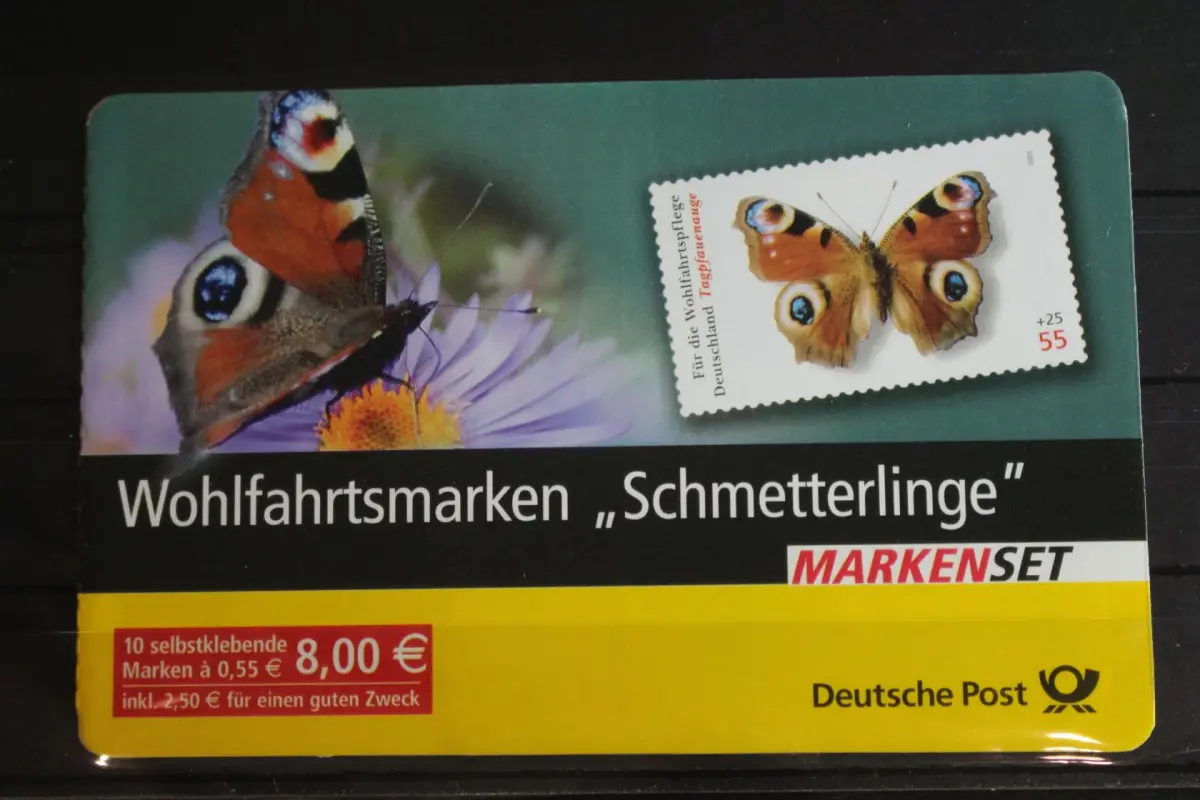 Für die Wohlfahrtspflege
Deutschland Tagpfauenauge
+25
55
Wohlfahrtsmarken „Schmetterlinge”
MARKENSET
10 selbstklebende
Marken à 0,55 €
8,00 €
inkl. 2,50 € für einen guten Zweck
Deutsche Post